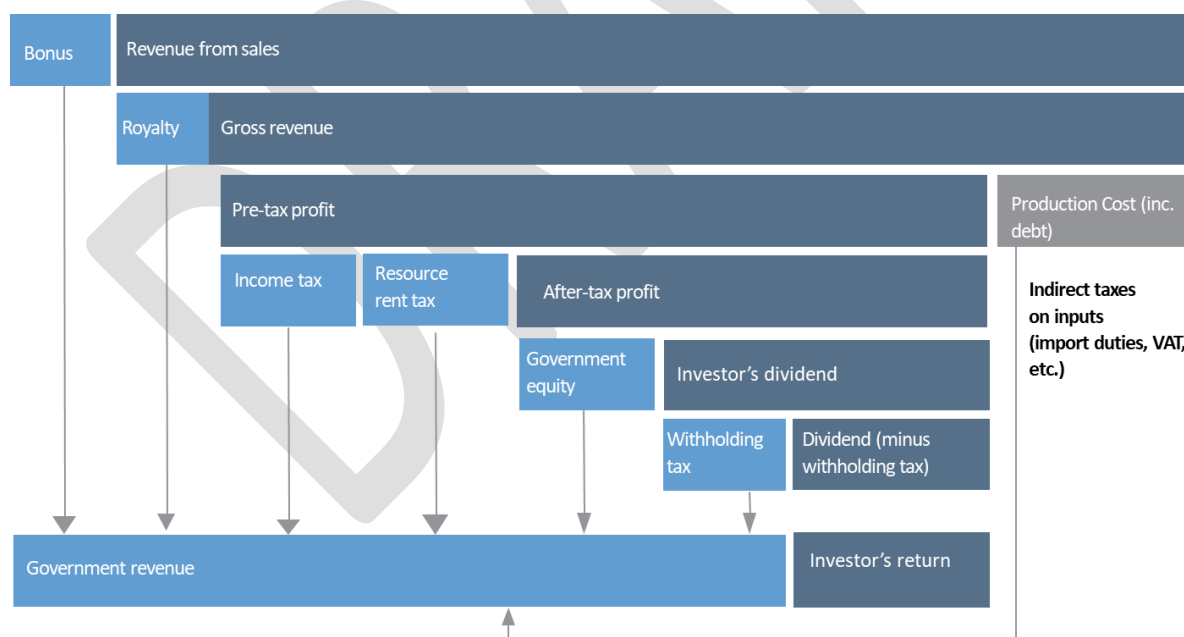 Bonus
Revenue from sales
Royalty
Gross revenue
Pre-tax profit
Production Cost (inc.
debt)
Income tax
Resource
rent tax
After-tax profit
Indirect taxes
on inputs
(import duties, VAT,
etc.)
Government
equity
Investor's dividend
Withholding
tax
Dividend (minus
withholding tax)
Government revenue
Investor's return